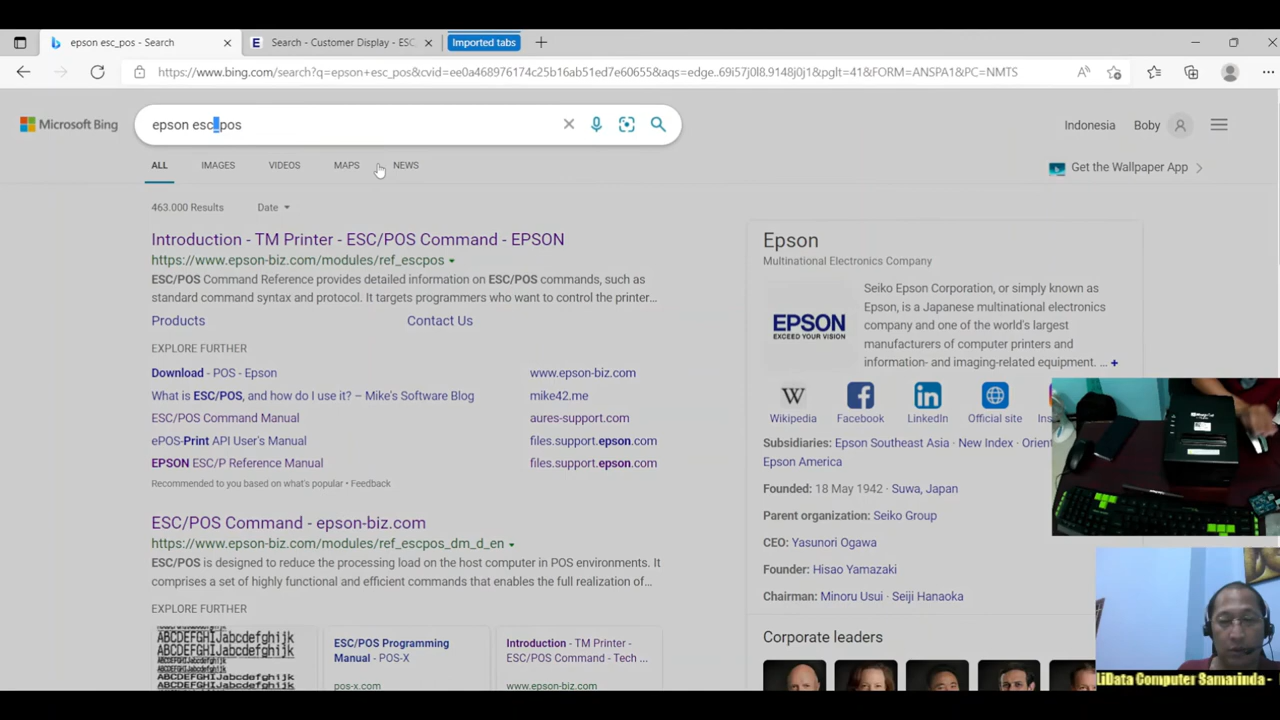 epson esc_pos - Search
Search - Customer Display - ESC
Imported tabs
https://www.bing.com/search?q=epson+esc_pos&cvid=ee0a468976174c25b16ab51ed7e60655&aqs=edge..69i57j0l8.9148j0j1&pglt=41&FORM=ANSPA1&PC=NMTS
Microsoft Bing
epson esc_pos
Indonesia
Boby
ALL
IMAGES
VIDEOS
MAPS
NEWS
Get the Wallpaper App
463.000 Results
Date
Introduction - TM Printer - ESC/POS Command - EPSON
https://www.epson-biz.com/modules/ref_escpos
ESC/POS Command Reference provides detailed information on ESC/POS commands, such as
standard command syntax and protocol. It targets programmers who want to control the printer...
Products
Contact Us
EXPLORE FURTHER
Download - POS - Epson
www.epson-biz.com
What is ESC/POS, and how do I use it? – Mike's Software Blog
mike42.me
ESC/POS Command Manual
aures-support.com
ePOS-Print API User's Manual
files.support.epson.com
EPSON ESC/P Reference Manual
files.support.epson.com
Recommended to you based on what's popular • Feedback
ESC/POS Command - epson-biz.com
https://www.epson-biz.com/modules/ref_escpos_dm_d_en
ESC/POS is designed to reduce the processing load on the host computer in POS environments. It
comprises a set of highly functional and efficient commands that enables the full realization of...
EXPLORE FURTHER
ABCDEFGHIJabcdefghijk
ABCDEFGHIJabcdefghijk
ABCDEFGHIJabcdefghijk
ESC/POS Programming
Manual - POS-X
pos-x.com
Introduction - TM Printer -
ESC/POS Command - Tech ...
www.epson-biz.com
Epson
Multinational Electronics Company
EPSON
EXCEED YOUR VISION
Seiko Epson Corporation, or simply known as
Epson, is a Japanese multinational electronics
company and one of the world's largest
manufacturers of computer printers and
information- and imaging-related equipment. ... +
Wikipedia
Facebook
LinkedIn
Official site
Subsidiaries: Epson Southeast Asia · New Index · Orient
Epson America
Founded: 18 May 1942 · Suwa, Japan
Parent organization: Seiko Group
CEO: Yasunori Ogawa
Founder: Hisao Yamazaki
Chairman: Minoru Usui · Seiji Hanaoka
Corporate leaders
LiData Computer Samarinda -